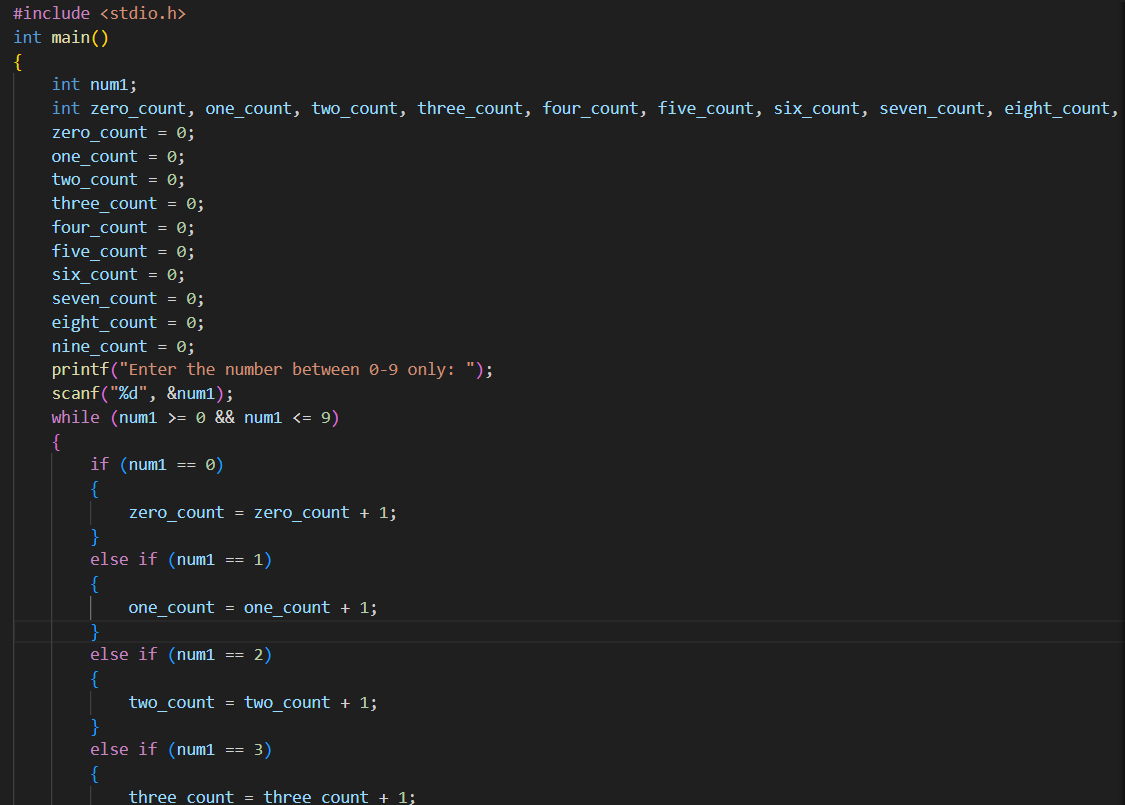 #include <stdio.h>
int main()
{
    int num1;
    int zero_count, one_count, two_count, three_count, four_count, five_count, six_count, seven_count, eight_count,
    zero_count = 0;
    one_count = 0;
    two_count = 0;
    three_count = 0;
    four_count = 0;
    five_count = 0;
    six_count = 0;
    seven_count = 0;
    eight_count = 0;
    nine_count = 0;
    printf("Enter the number between 0-9 only: ");
    scanf("%d", &num1);
    while (num1 >= 0 && num1 <= 9)
    {
        if (num1 == 0)
        {
            zero_count = zero_count + 1;
        }
        else if (num1 == 1)
        {
            one_count = one_count + 1;
        }
        else if (num1 == 2)
        {
            two_count = two_count + 1;
        }
        else if (num1 == 3)
        {
            three_count = three_count + 1;